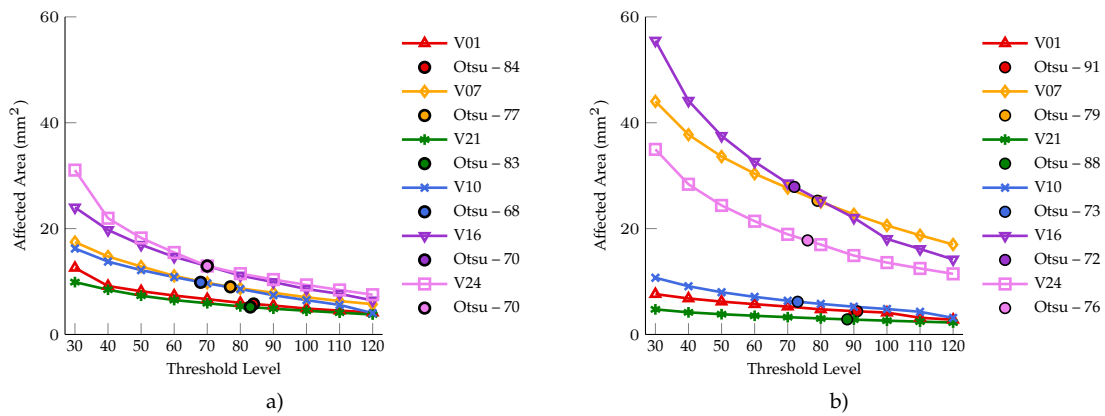 60
40
20
0
Affected Area (mm²)
30 40 50 60 70 80 90 100 110 120
Threshold Level
V01
Otsu – 84
V07
Otsu – 77
V21
Otsu – 83
V10
Otsu – 68
V16
Otsu – 70
V24
Otsu – 70
a)
60
40
20
0
Affected Area (mm²)
30 40 50 60 70 80 90 100 110 120
Threshold Level
V01
Otsu – 91
V07
Otsu – 79
V21
Otsu – 88
V10
Otsu – 73
V16
Otsu – 72
V24
Otsu – 76
b)